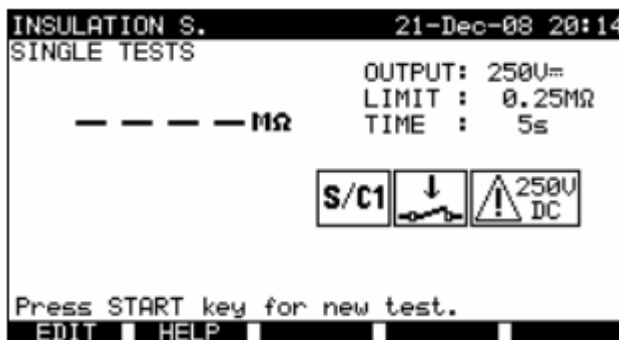 INSULATION S. 21-Dec-08 20:14
SINGLE TESTS
OUTPUT: 250V⎓
LIMIT : 0.25MΩ
— — — — MΩ
TIME : 5s
S/C1
250V
DC
Press START key for new test.
EDIT HELP